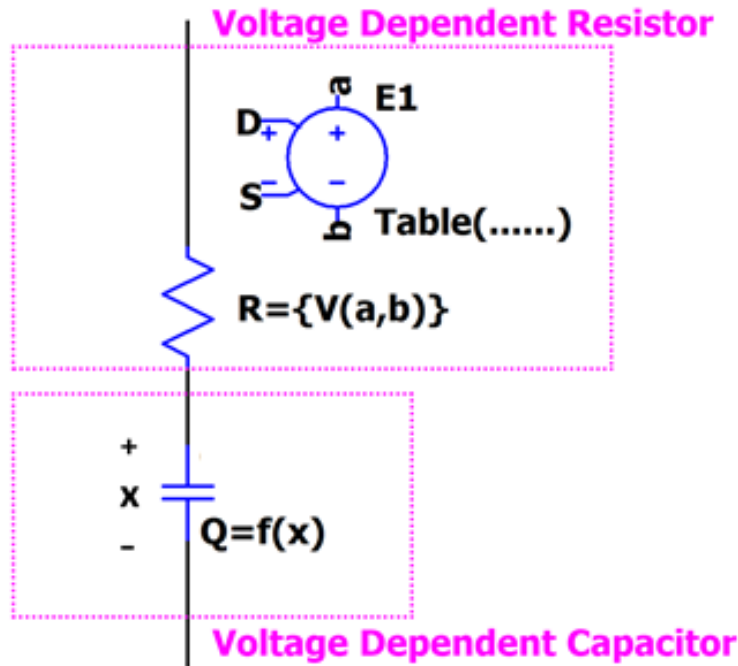 Voltage Dependent Resistor
a
E1
D
+
+
S
−
−
b
Table(......)
R={V(a,b)}
+
x
−
Q=f(x)
Voltage Dependent Capacitor